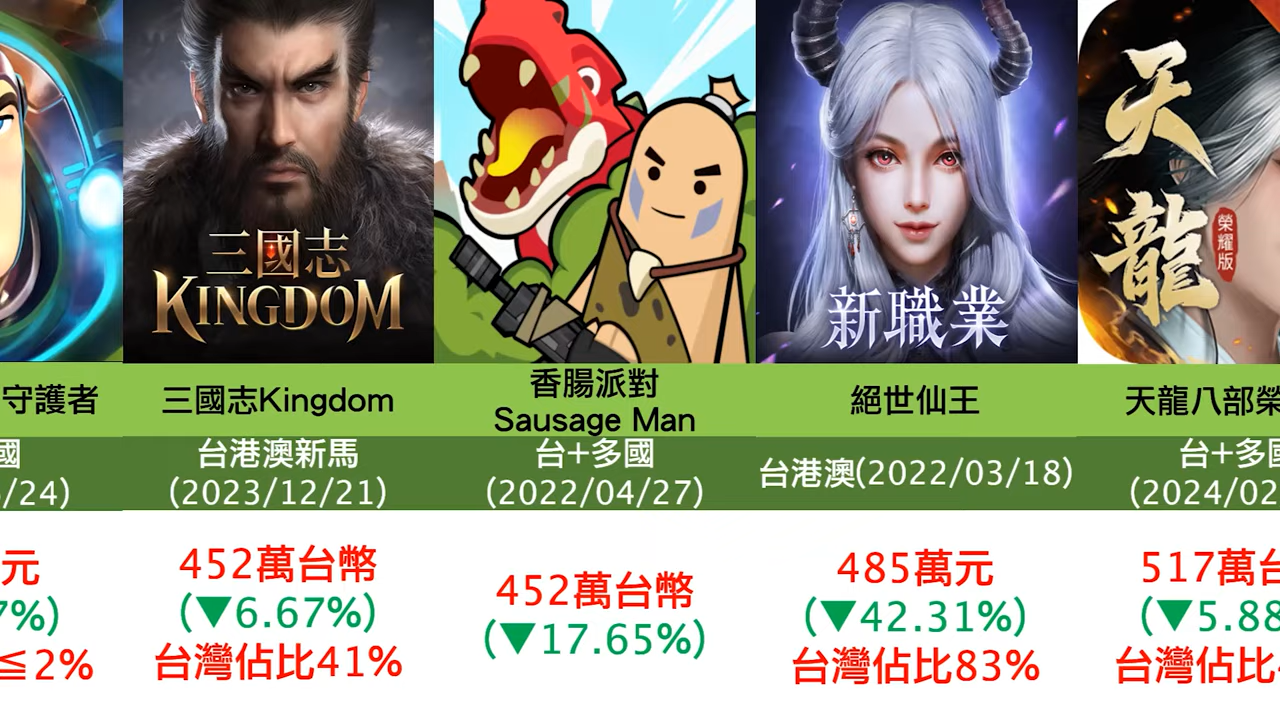 三國志
KINGDOM
新職業
天龍
榮耀版
守護者
三國志Kingdom
香腸派對
Sausage Man
絕世仙王
天龍八部榮
國
/24)
台港澳新馬
(2023/12/21)
台+多國
(2022/04/27)
台港澳(2022/03/18)
台+多國
(2024/02
元
7%)
≦2%
452萬台幣
(▼6.67%)
台灣佔比41%
452萬台幣
(▼17.65%)
485萬元
(▼42.31%)
台灣佔比83%
517萬台
(▼5.88
台灣佔比